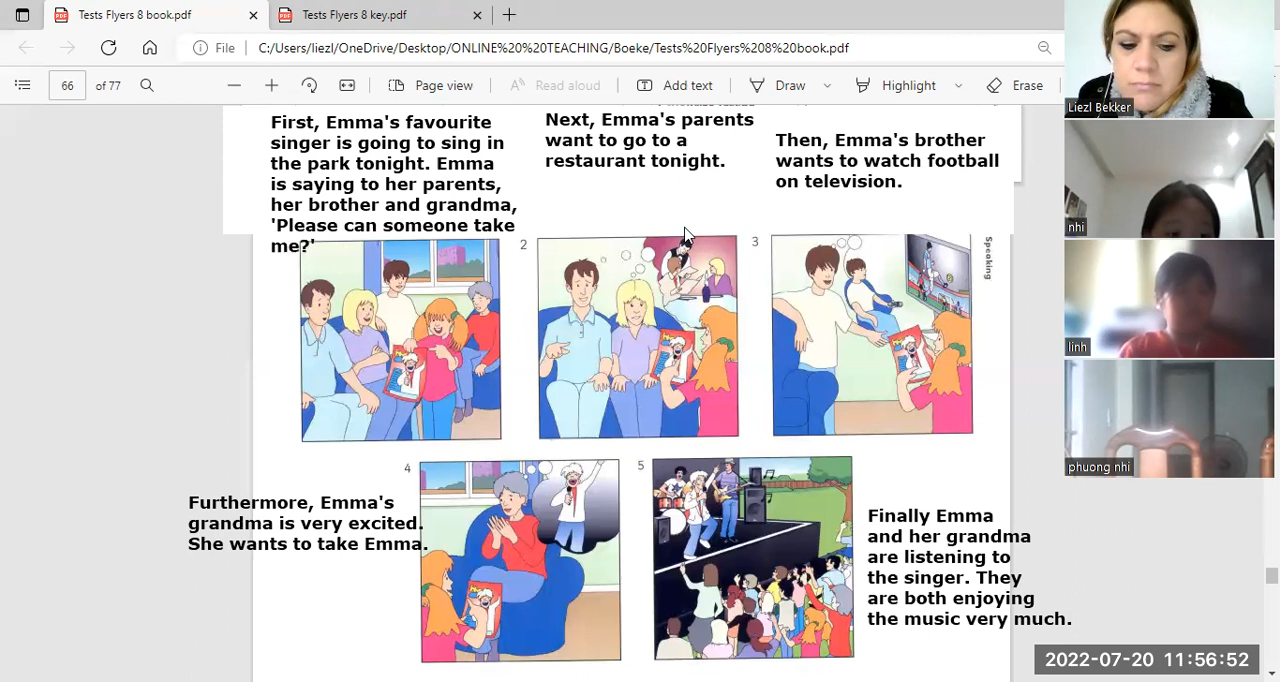 Tests Flyers 8 book.pdf
Tests Flyers 8 key.pdf
File
C:/Users/liezl/OneDrive/Desktop/ONLINE%20%20TEACHING/Boeke/Tests%20Flyers%208%20book.pdf
66
of 77
Page view
Read aloud
Add text
Draw
Highlight
Erase
First, Emma's favourite
singer is going to sing in
the park tonight. Emma
is saying to her parents,
her brother and grandma,
'Please can someone take
me?'
Next, Emma's parents
want to go to a
restaurant tonight.
Then, Emma's brother
wants to watch football
on television.
2
3
Speaking
4
5
Furthermore, Emma's
grandma is very excited.
She wants to take Emma.
Finally Emma
and her grandma
are listening to
the singer. They
are both enjoying
the music very much.
Liezl Bekker
nhi
linh
phuong nhi
2022-07-20 11:56:52